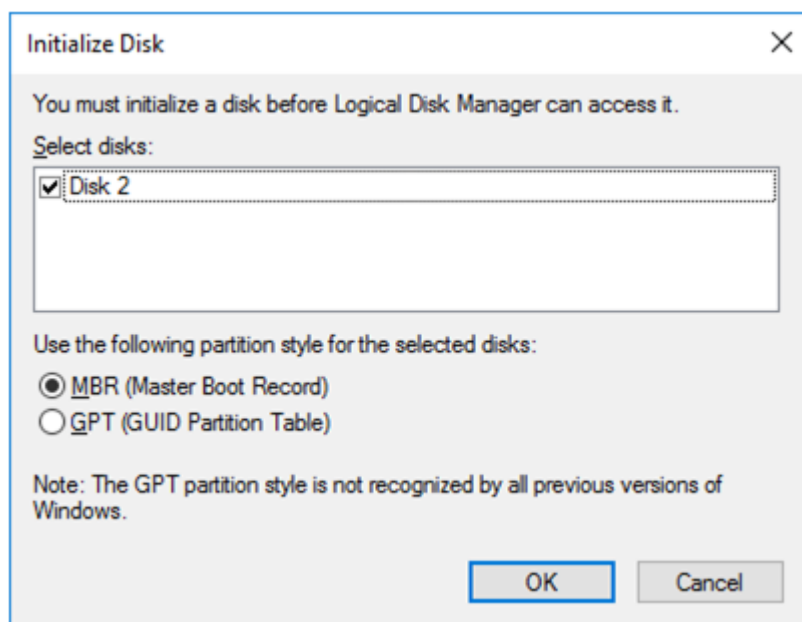 Initialize Disk
You must initialize a disk before Logical Disk Manager can access it.
Select disks:
Disk 2
Use the following partition style for the selected disks:
MBR (Master Boot Record)
GPT (GUID Partition Table)
Note: The GPT partition style is not recognized by all previous versions of
Windows.
OK Cancel